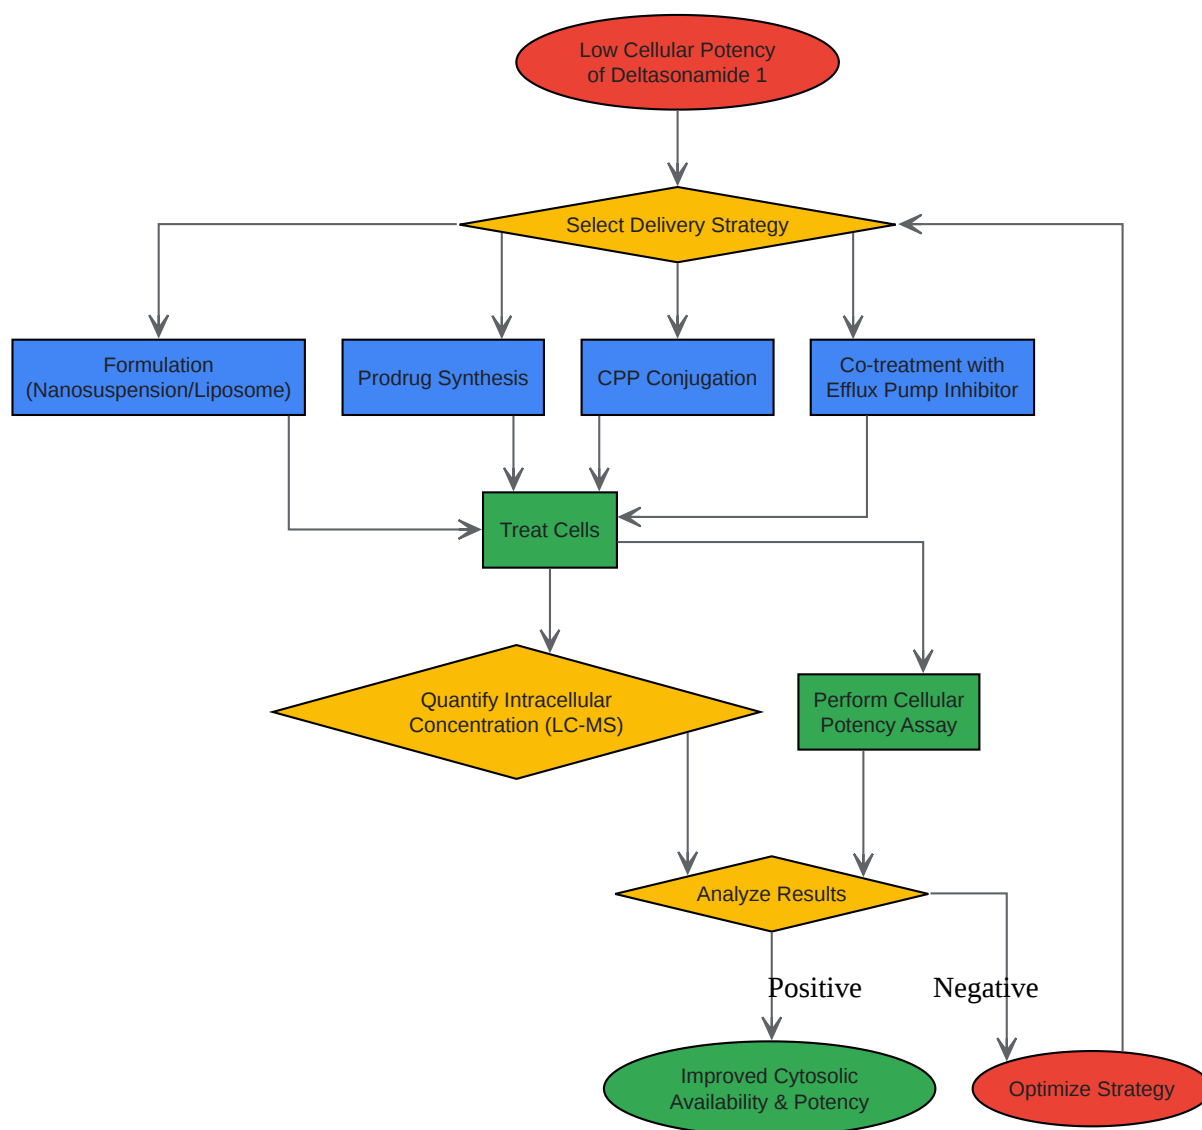 Low Cellular Potency
of Deltasonamide 1
Select Delivery Strategy
Formulation
(Nanosuspension/Liposome)
Prodrug Synthesis
CPP Conjugation
Co-treatment with
Efflux Pump Inhibitor
Treat Cells
Quantify Intracellular
Concentration (LC-MS)
Perform Cellular
Potency Assay
Analyze Results
Positive
Negative
Improved Cytosolic
Availability & Potency
Optimize Strategy